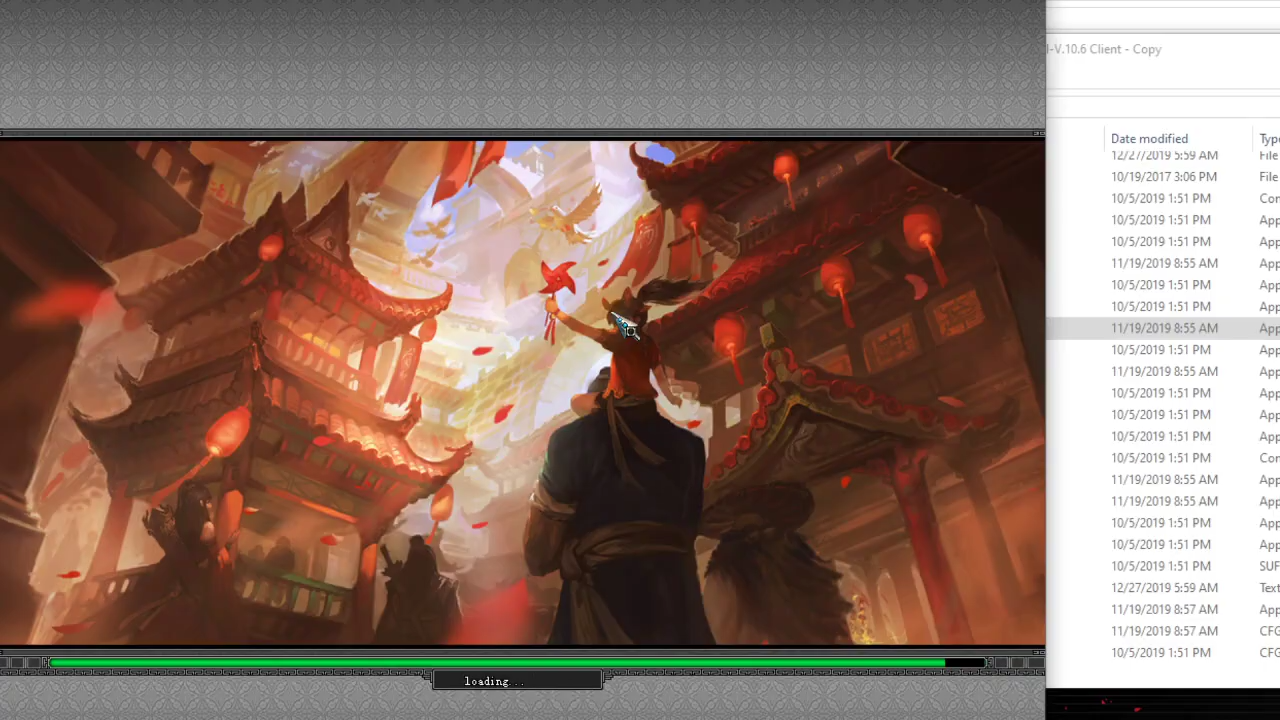 l-V.10.6 Client - Copy
Date modified Type
12/27/2019 5:59 AM File
10/19/2017 3:06 PM File
10/5/2019 1:51 PM Con
10/5/2019 1:51 PM App
10/5/2019 1:51 PM App
11/19/2019 8:55 AM App
10/5/2019 1:51 PM App
10/5/2019 1:51 PM App
11/19/2019 8:55 AM App
10/5/2019 1:51 PM App
11/19/2019 8:55 AM App
10/5/2019 1:51 PM App
10/5/2019 1:51 PM App
10/5/2019 1:51 PM App
10/5/2019 1:51 PM Con
11/19/2019 8:55 AM App
11/19/2019 8:55 AM App
10/5/2019 1:51 PM App
10/5/2019 1:51 PM App
10/5/2019 1:51 PM SUF
12/27/2019 5:59 AM Text
11/19/2019 8:57 AM App
11/19/2019 8:57 AM CFG
10/5/2019 1:51 PM CFG
loading...